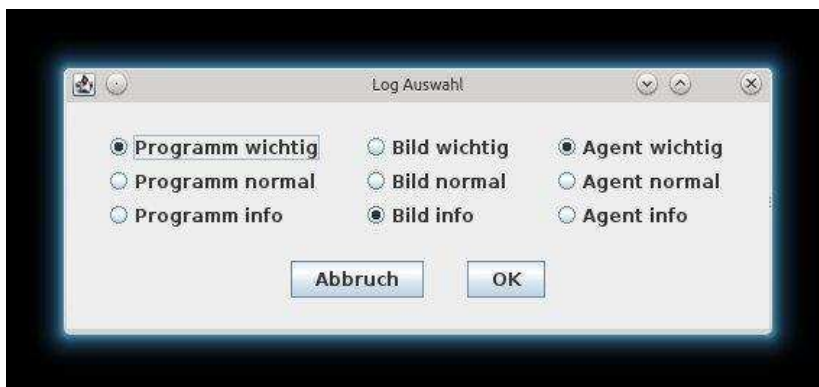 Log Auswahl
Programm wichtig Bild wichtig Agent wichtig
Programm normal Bild normal Agent normal
Programm info Bild info Agent info
Abbruch OK